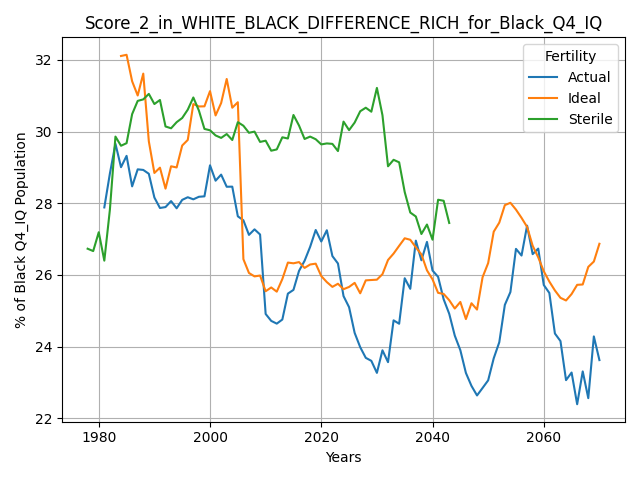 Score_2_in_WHITE_BLACK_DIFFERENCE_RICH_for_Black_Q4_IQ
Fertility
Actual
Ideal
Sterile
% of Black Q4_IQ Population
32
30
28
26
24
22
1980
2000
2020
2040
2060
Years